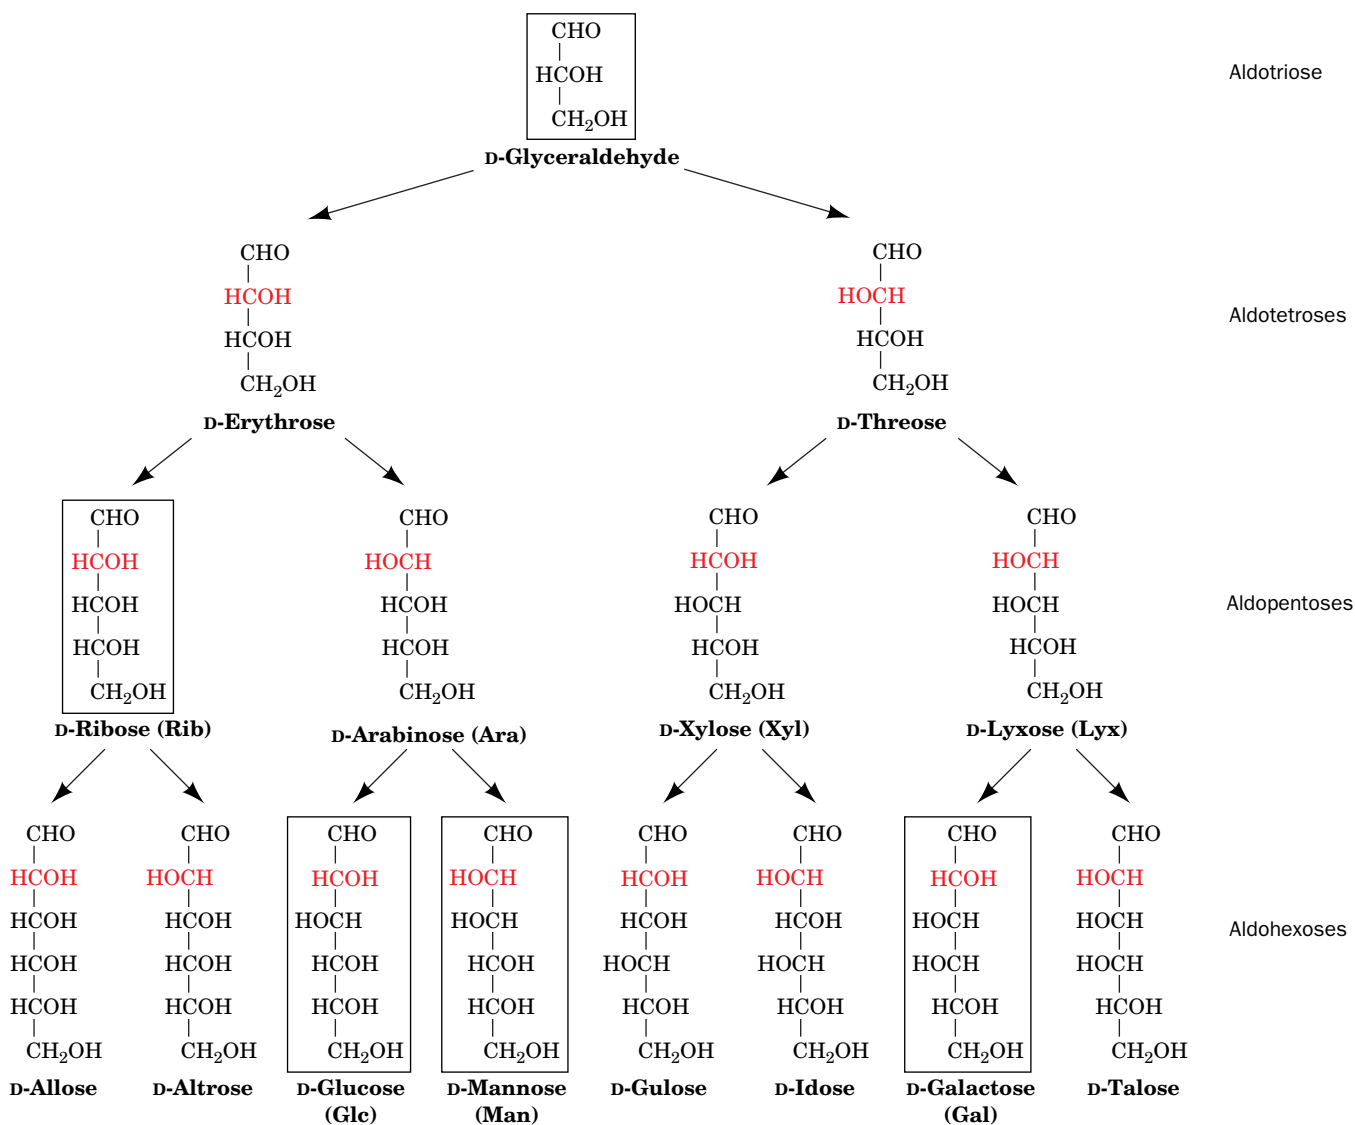 CHO
HCOH
CH₂OH
D-Glyceraldehyde
Aldotriose
CHO
HCOH
HCOH
CH₂OH
D-Erythrose
CHO
HOCH
HCOH
CH₂OH
D-Threose
Aldotetroses
CHO
HCOH
HCOH
HCOH
CH₂OH
D-Ribose (Rib)
CHO
HOCH
HCOH
HCOH
CH₂OH
D-Arabinose (Ara)
CHO
HCOH
HOCH
HCOH
CH₂OH
D-Xylose (Xyl)
CHO
HOCH
HOCH
HCOH
CH₂OH
D-Lyxose (Lyx)
Aldopentoses
CHO
HCOH
HCOH
HCOH
HCOH
CH₂OH
D-Allose
CHO
HOCH
HCOH
HCOH
HCOH
CH₂OH
D-Altrose
CHO
HCOH
HOCH
HCOH
HCOH
CH₂OH
D-Glucose
(Glc)
CHO
HOCH
HOCH
HCOH
HCOH
CH₂OH
D-Mannose
(Man)
CHO
HCOH
HCOH
HOCH
HCOH
CH₂OH
D-Gulose
CHO
HOCH
HCOH
HOCH
HCOH
CH₂OH
D-Idose
CHO
HCOH
HOCH
HOCH
HCOH
CH₂OH
D-Galactose
(Gal)
CHO
HOCH
HOCH
HOCH
HCOH
CH₂OH
D-Talose
Aldohexoses